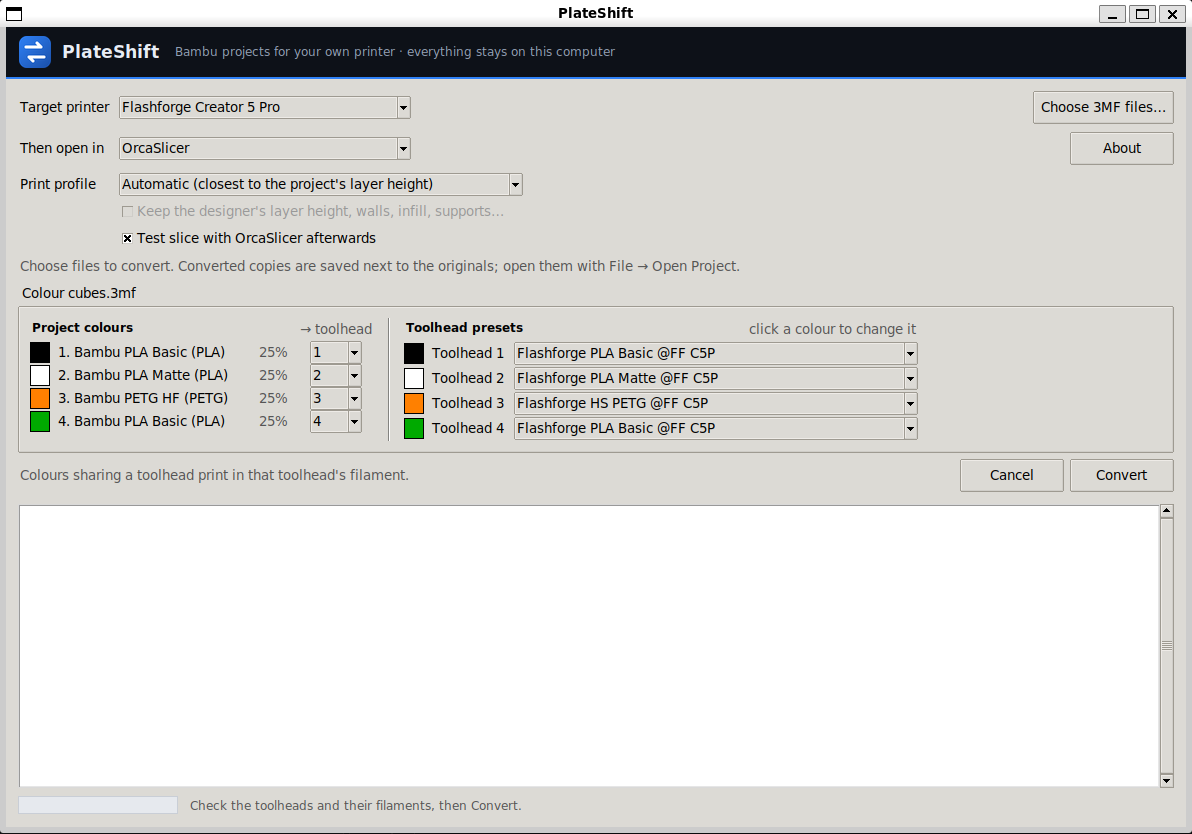 PlateShift
PlateShift Bambu projects for your own printer · everything stays on this computer
Target printer Flashforge Creator 5 Pro Choose 3MF files...
Then open in OrcaSlicer About
Print profile Automatic (closest to the project's layer height)
Keep the designer's layer height, walls, infill, supports...
Test slice with OrcaSlicer afterwards
Choose files to convert. Converted copies are saved next to the originals; open them with File → Open Project.
Colour cubes.3mf
Project colours → toolhead
1. Bambu PLA Basic (PLA) 25% 1
2. Bambu PLA Matte (PLA) 25% 2
3. Bambu PETG HF (PETG) 25% 3
4. Bambu PLA Basic (PLA) 25% 4
Toolhead presets click a colour to change it
Toolhead 1 Flashforge PLA Basic @FF C5P
Toolhead 2 Flashforge PLA Matte @FF C5P
Toolhead 3 Flashforge HS PETG @FF C5P
Toolhead 4 Flashforge PLA Basic @FF C5P
Colours sharing a toolhead print in that toolhead's filament. Cancel Convert
Check the toolheads and their filaments, then Convert.